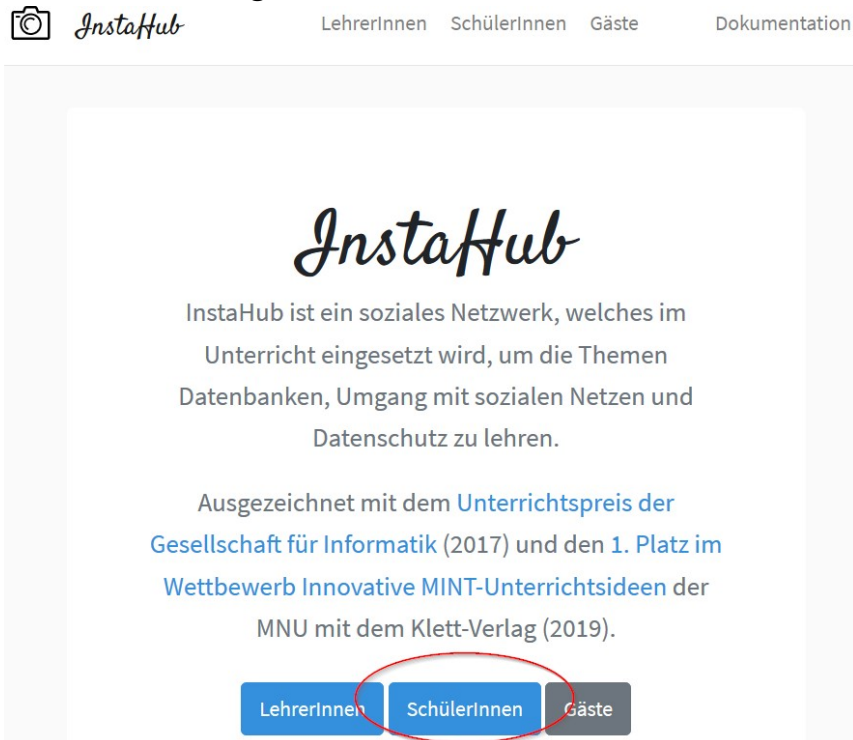 InstaHub LehrerInnen SchülerInnen Gäste Dokumentation
InstaHub
InstaHub ist ein soziales Netzwerk, welches im
Unterricht eingesetzt wird, um die Themen
Datenbanken, Umgang mit sozialen Netzen und
Datenschutz zu lehren.
Ausgezeichnet mit dem Unterrichtspreis der
Gesellschaft für Informatik (2017) und den 1. Platz im
Wettbewerb Innovative MINT-Unterrichtsideen der
MNU mit dem Klett-Verlag (2019).
LehrerInnen SchülerInnen Gäste